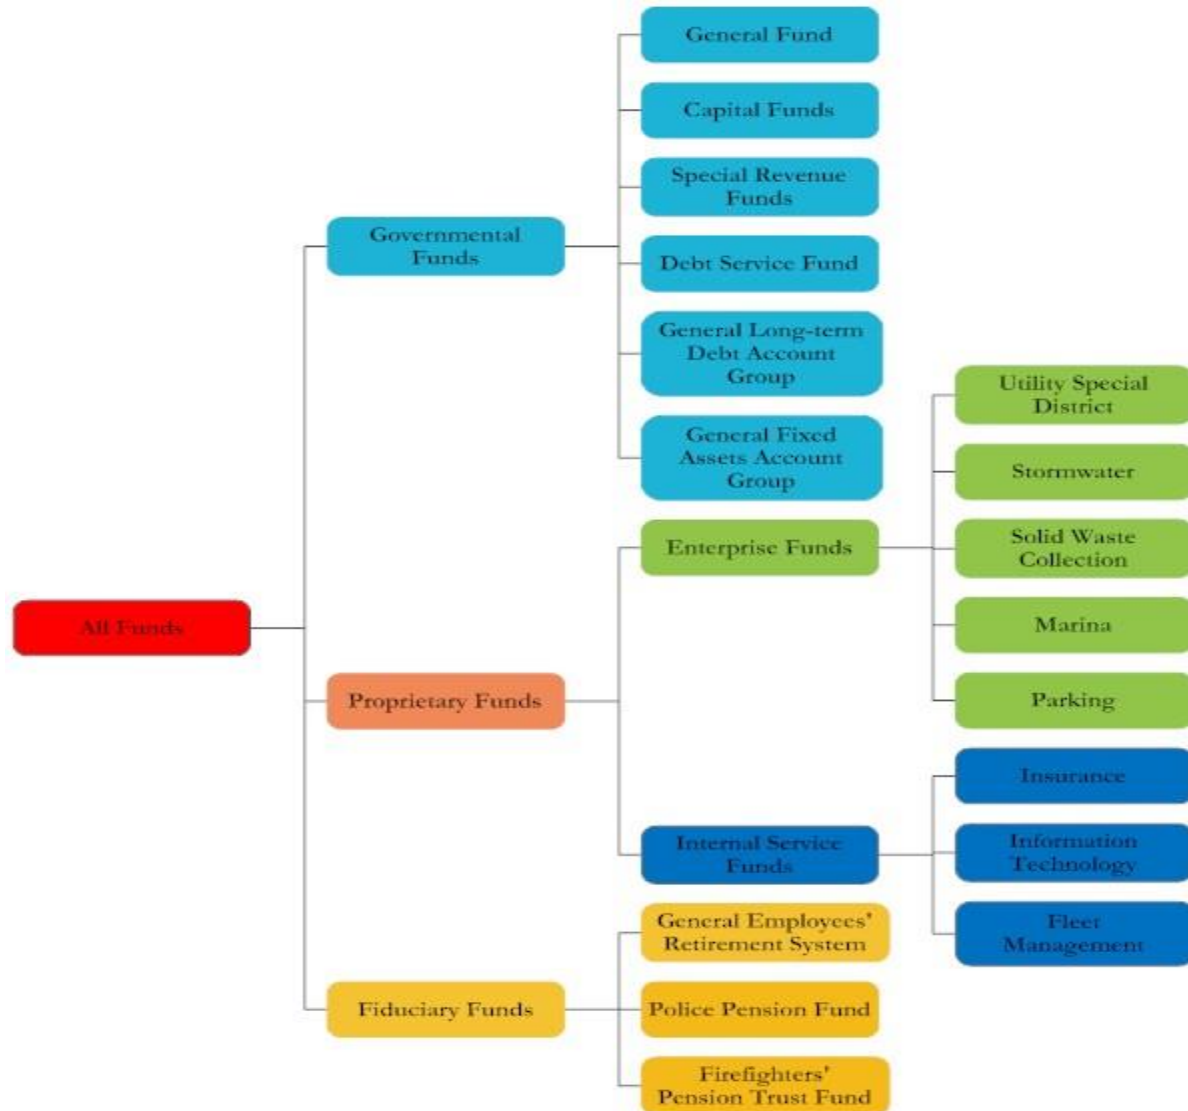 General Fund
Capital Funds
Special Revenue
Funds
Governmental
Funds
Debt Service Fund
General Long-term
Debt Account
Group
General Fixed
Assets Account
Group
Utility Special
District
Stormwater
Enterprise Funds
Solid Waste
Collection
All Funds
Marina
Proprietary Funds
Parking
Insurance
Internal Service
Funds
Information
Technology
General Employees'
Retirement System
Fleet
Management
Fiduciary Funds
Police Pension Fund
Firefighters'
Pension Trust Fund